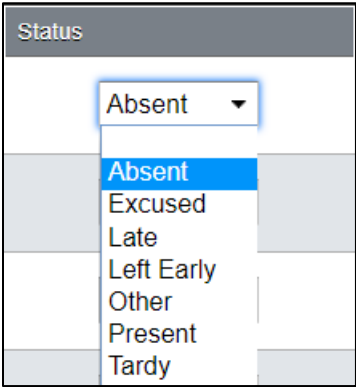 Status
Absent
Absent
Excused
Late
Left Early
Other
Present
Tardy